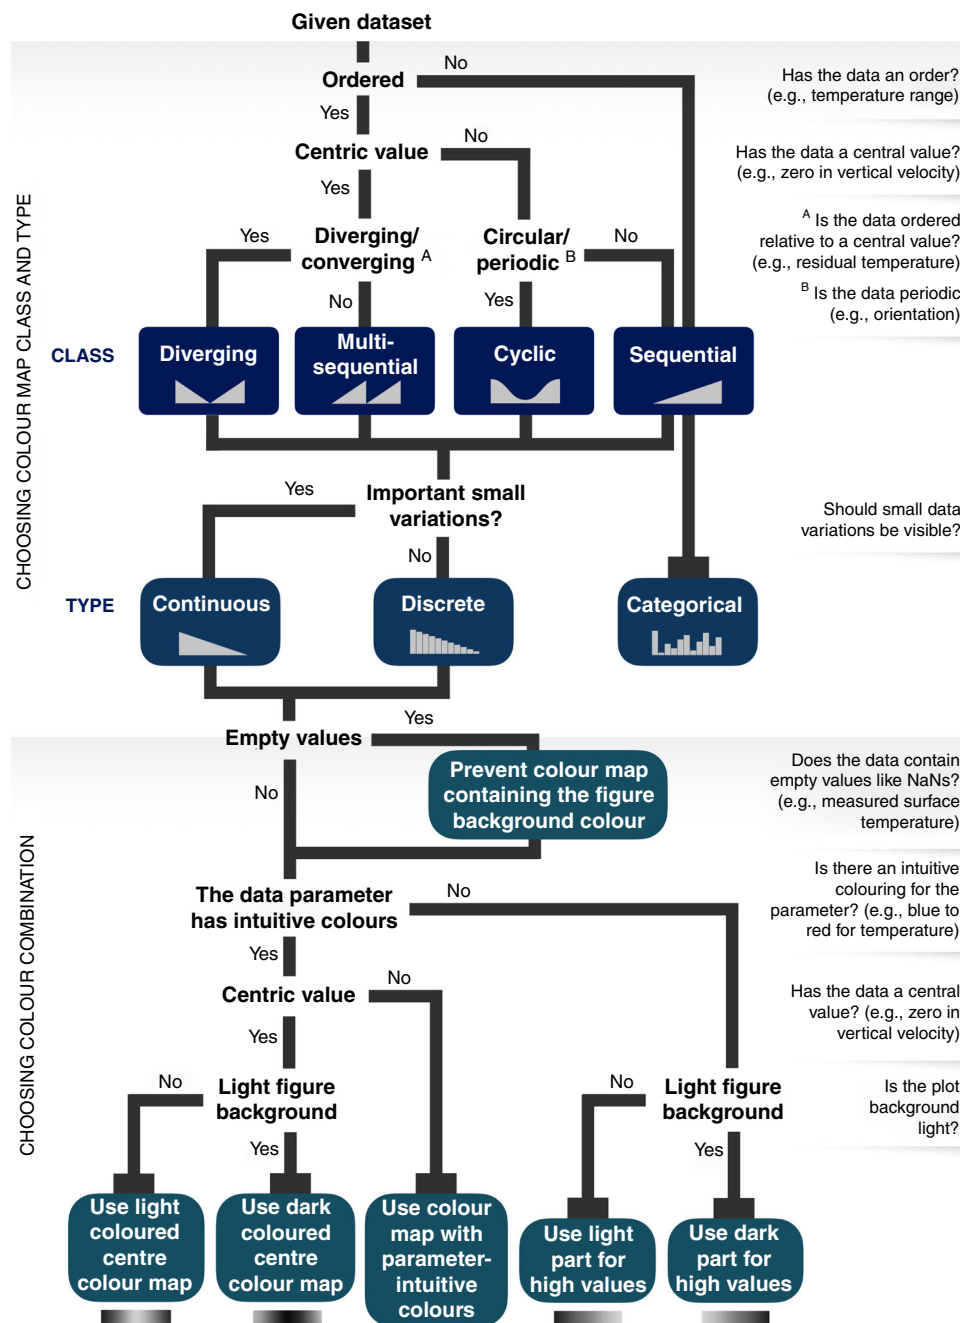 Given dataset
Ordered
No
Yes
Has the data an order?
(e.g., temperature range)
Centric value
No
Yes
Has the data a central value?
(e.g., zero in vertical velocity)
Yes
Diverging/
converging A
No
Circular/
periodic B
No
Yes
A Is the data ordered
relative to a central value?
(e.g., residual temperature)
B Is the data periodic
(e.g., orientation)
CHOOSING COLOUR MAP CLASS AND TYPE
CLASS
Diverging
Multi-
sequential
Cyclic
Sequential
Yes
Important small
variations?
No
Should small data
variations be visible?
TYPE
Continuous
Discrete
Categorical
Empty values
Yes
No
Prevent colour map
containing the figure
background colour
Does the data contain
empty values like NaNs?
(e.g., measured surface
temperature)
CHOOSING COLOUR COMBINATION
The data parameter
has intuitive colours
No
Yes
Is there an intuitive
colouring for the
parameter? (e.g., blue to
red for temperature)
Centric value
No
Yes
Has the data a central
value? (e.g., zero in
vertical velocity)
No
Light figure
background
Yes
No
Light figure
background
Yes
Is the plot
background
light?
Use light
coloured
centre
colour map
Use dark
coloured
centre
colour map
Use colour
map with
parameter-
intuitive
colours
Use light
part for
high values
Use dark
part for
high values